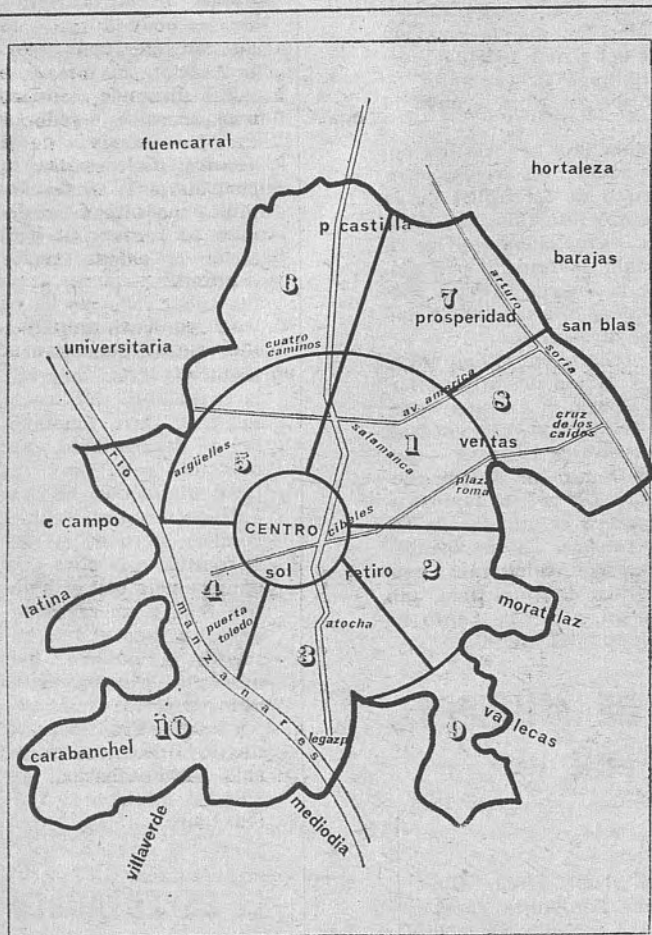 fuencarral
hortaleza
p castilla
barajas
6
7
arturo
prosperidad
san blas
cuatro
caminos
universitaria
soria
av. america
8
cruz
de los
caidos
1
salamanca
ventas
argüelles
5
plaza
roma
rio
e campo
CENTRO
cibeles
sol
retiro
2
4
latina
puerta
toledo
moratalaz
atocha
3
manzanares
vallecas
9
10
legazpi
carabanchel
mediodia
villaverde